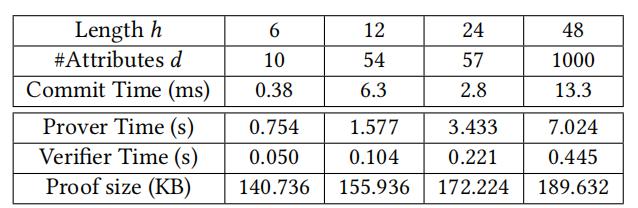 Length h 6 12 24 48
#Attributes d 10 54 57 1000
Commit Time (ms) 0.38 6.3 2.8 13.3
Prover Time (s) 0.754 1.577 3.433 7.024
Verifier Time (s) 0.050 0.104 0.221 0.445
Proof size (KB) 140.736 155.936 172.224 189.632